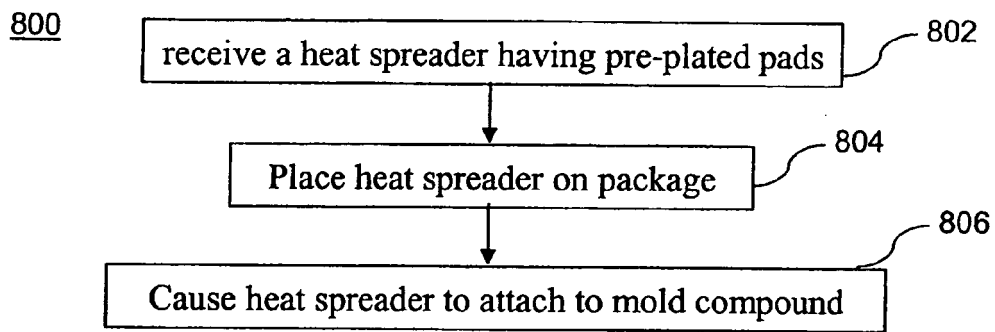 800
receive a heat spreader having pre-plated pads
802
Place heat spreader on package
804
Cause heat spreader to attach to mold compound
806